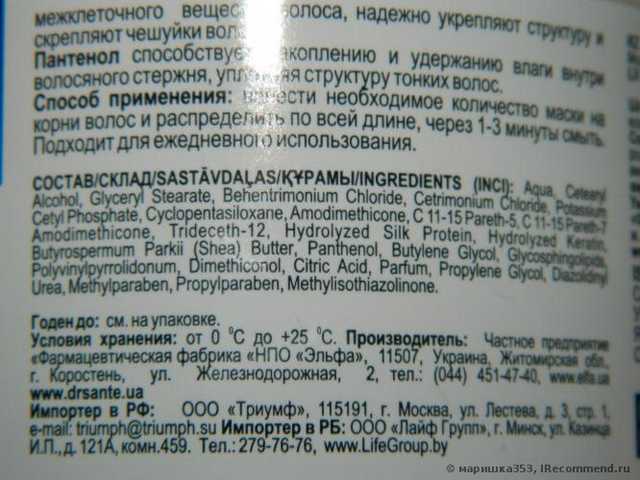 межклеточного веществ волоса, надежно укрепляют структуру и
скрепляют чешуйки воло
Пантенол способствуе акоплению и удержанию влаги внутри
волосяного стержня, упл яя структуру тонких волос.
Способ применения: нанести необходимое количество маски на
корни волос и распределить по всей длине, через 1-3 минуты смыть.
Подходит для ежедневного использования.
СОСТАВ/СКЛАД/SASTĀVDAĻAS/ҚҰРАМЫ/INGREDIENTS (INCI): Aqua, Cetearyl
Alcohol, Glyceryl Stearate, Behentrimonium Chloride, Cetrimonium Chloride, Potassium
Cetyl Phosphate, Cyclopentasiloxane, Amodimethicone, C 11-15 Pareth-5, C 11-15 Pareth-7
Amodimethicone, Trideceth-12, Hydrolyzed Silk Protein, Hydrolyzed Keratin,
Butyrospermum Parkii (Shea) Butter, Panthenol, Butylene Glycol, Glycosphingolipids,
Polyvinylpyrrolidonum, Dimethiconol, Citric Acid, Parfum, Propylene Glycol, Diazolidinyl
Urea, Methylparaben, Propylparaben, Methylisothiazolinone.
Годен до: см. на упаковке.
Условия хранения: от 0 °С до +25 °С. Производитель: Частное предприятие
«Фармацевтическая фабрика «НПО «Эльфа», 11507, Украина, Житомирская обл.,
г. Коростень, ул. Железнодорожная, 2, тел.: (044) 451-47-40, www.elfa.ua
www.drsante.ua
Импортер в РФ: ООО «Триумф», 115191, г. Москва, ул. Лестева, д. 3, стр. 1,
e-mail: triumph@triumph.su Импортер в РБ: ООО «Лайф Групп», г. Минск, ул. Казинца
И.П., д. 121А, комн.459. Тел.: 279-76-76, www.LifeGroup.by
© маришка353, IRecommend.ru